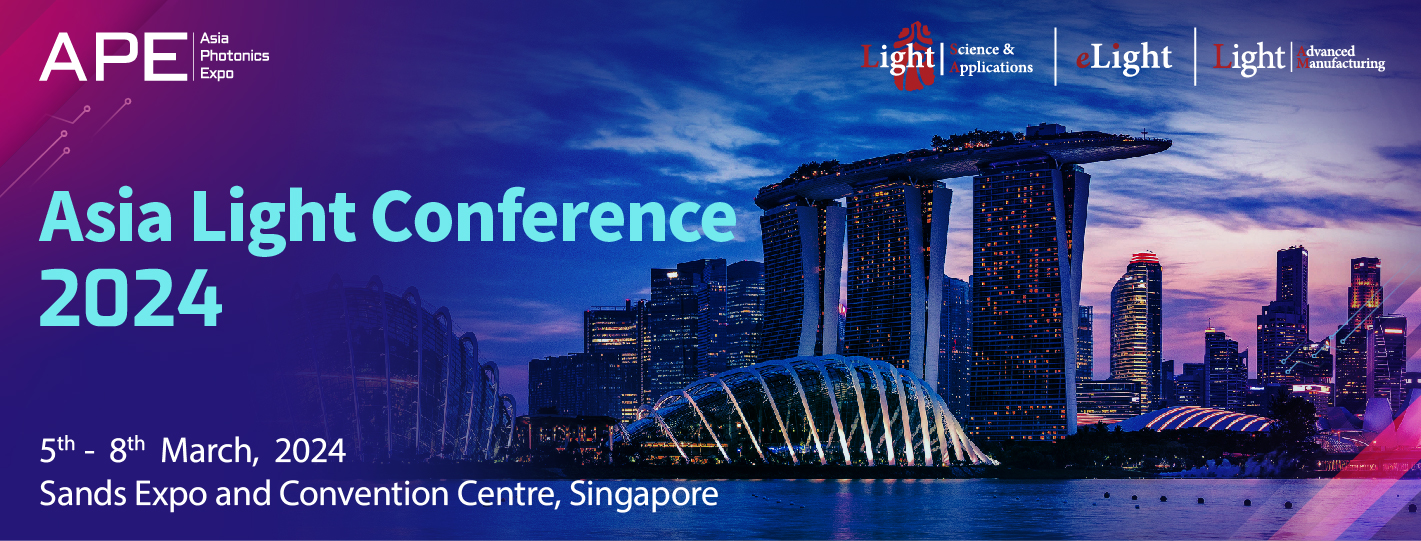 APE
Asia
Photonics
Expo
Light
Science &
Applications
eLight
Light
Advanced
Manufacturing
Asia Light Conference
2024
5th - 8th March, 2024
Sands Expo and Convention Centre, Singapore